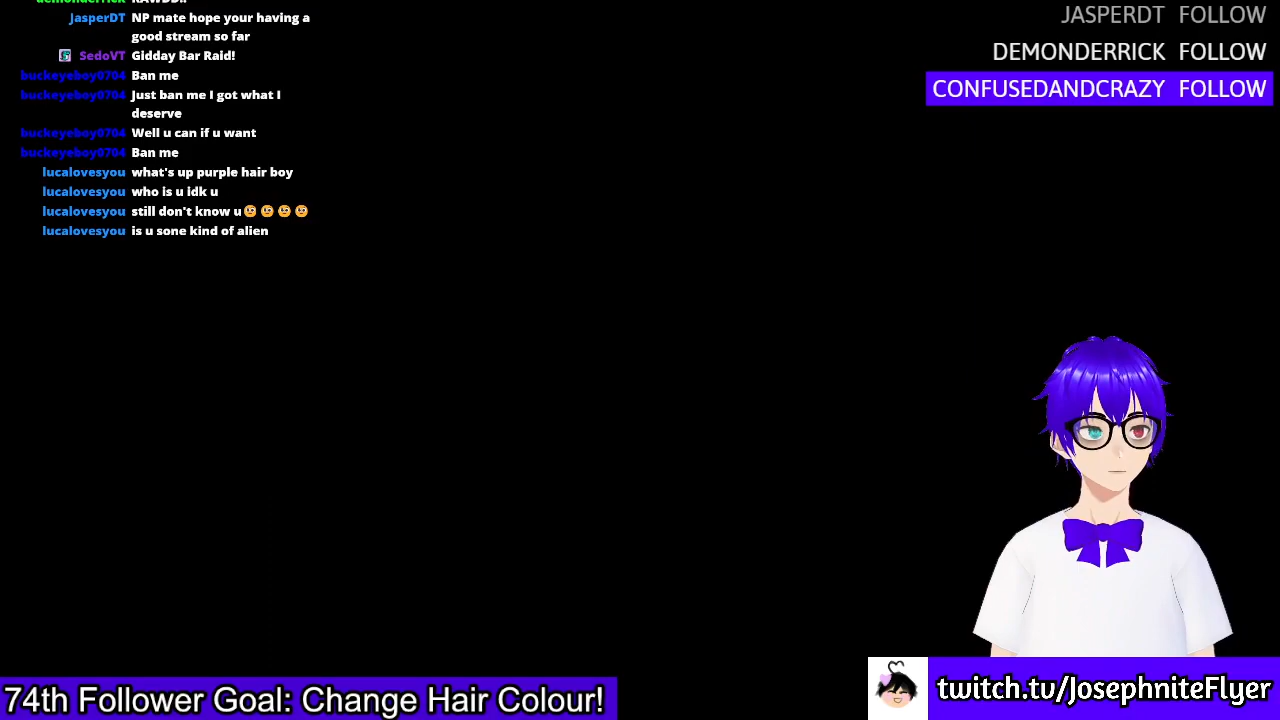 demonderrick RAWDD!!
JasperDT NP mate hope your having a
good stream so far
SedoVT Gidday Bar Raid!
buckeyeboy0704 Ban me
buckeyeboy0704 Just ban me I got what I
deserve
buckeyeboy0704 Well u can if u want
buckeyeboy0704 Ban me
lucalovesyou what's up purple hair boy
lucalovesyou who is u idk u
lucalovesyou still don't know u🤨 🤨 🤨 🤨
lucalovesyou is u sone kind of alien
JASPERDT FOLLOW
DEMONDERRICK FOLLOW
CONFUSEDANDCRAZY FOLLOW
74th Follower Goal: Change Hair Colour!
twitch.tv/JosephniteFlyer